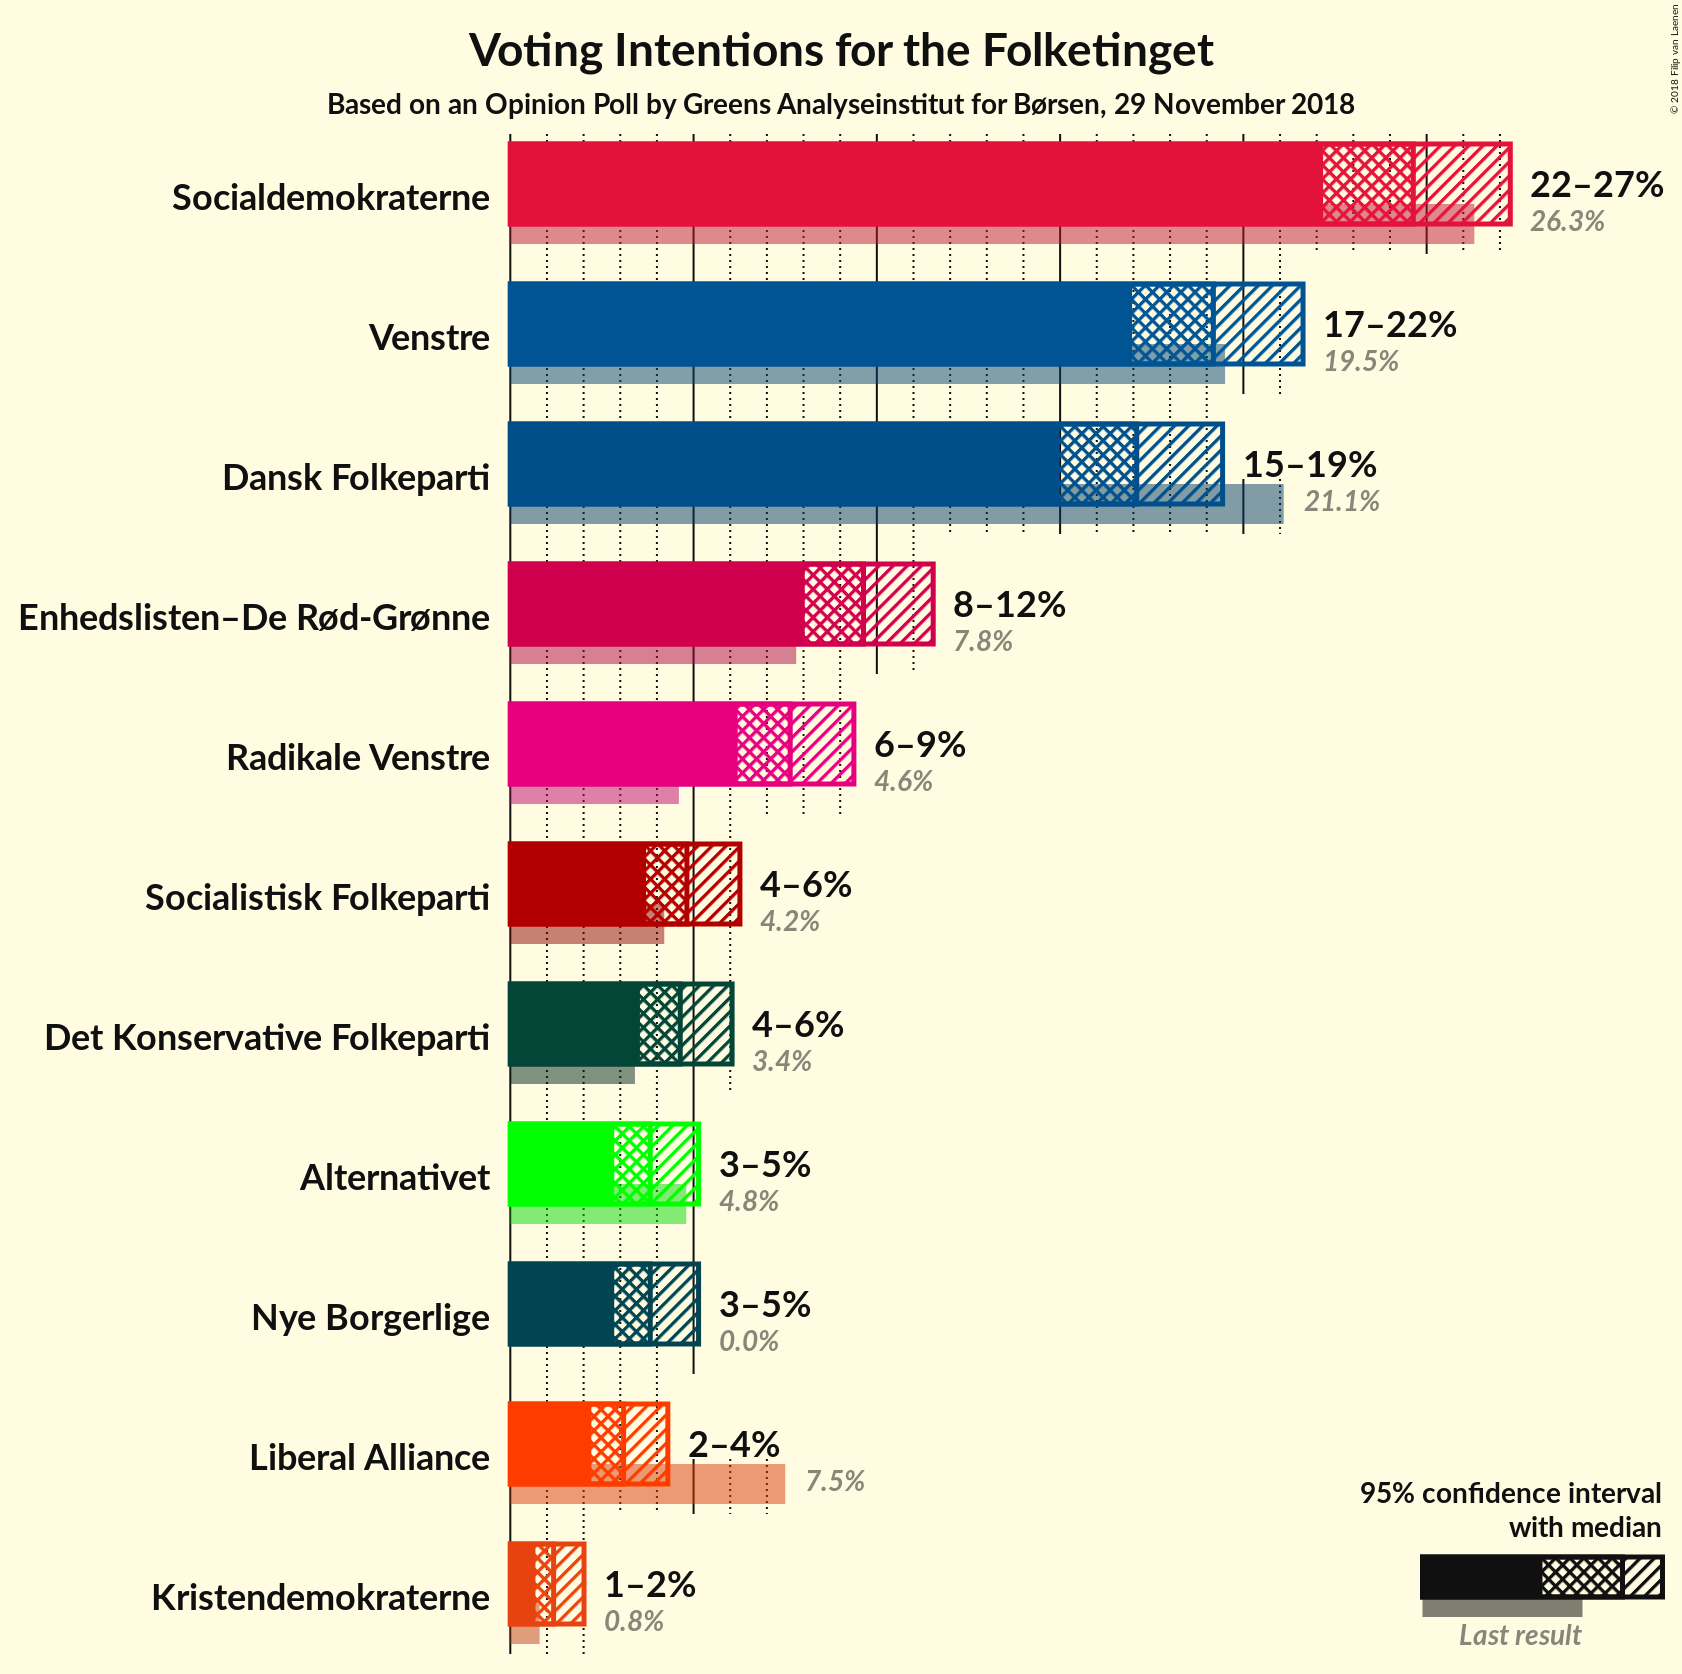 Voting Intentions for the Folketinget
Based on an Opinion Poll by Greens Analyseinstitut for Børsen, 29 November 2018
© 2018 Filip van Laenen
Socialdemokraterne
22–27%
26.3%
Venstre
17–22%
19.5%
Dansk Folkeparti
15–19%
21.1%
Enhedslisten–De Rød-Grønne
8–12%
7.8%
Radikale Venstre
6–9%
4.6%
Socialistisk Folkeparti
4–6%
4.2%
Det Konservative Folkeparti
4–6%
3.4%
Alternativet
3–5%
4.8%
Nye Borgerlige
3–5%
0.0%
Liberal Alliance
2–4%
7.5%
Kristendemokraterne
1–2%
0.8%
95% confidence interval
with median
Last result